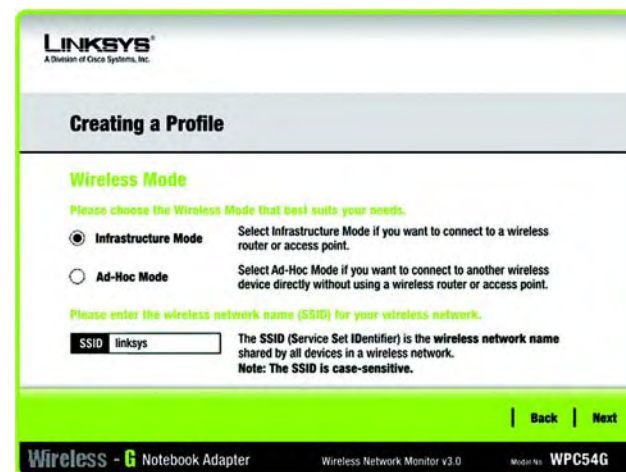 LINKSYS®
A Division of Cisco Systems, Inc.
Creating a Profile
Wireless Mode
Please choose the Wireless Mode that best suits your needs.
Infrastructure Mode
Select Infrastructure Mode if you want to connect to a wireless
router or access point.
Ad-Hoc Mode
Select Ad-Hoc Mode if you want to connect to another wireless
device directly without using a wireless router or access point.
Please enter the wireless network name (SSID) for your wireless network.
SSID linksys
The SSID (Service Set IDentifier) is the wireless network name
shared by all devices in a wireless network.
Note: The SSID is case-sensitive.
Back | Next
Wireless - G Notebook Adapter Wireless Network Monitor v3.0 Model No. WPC54G